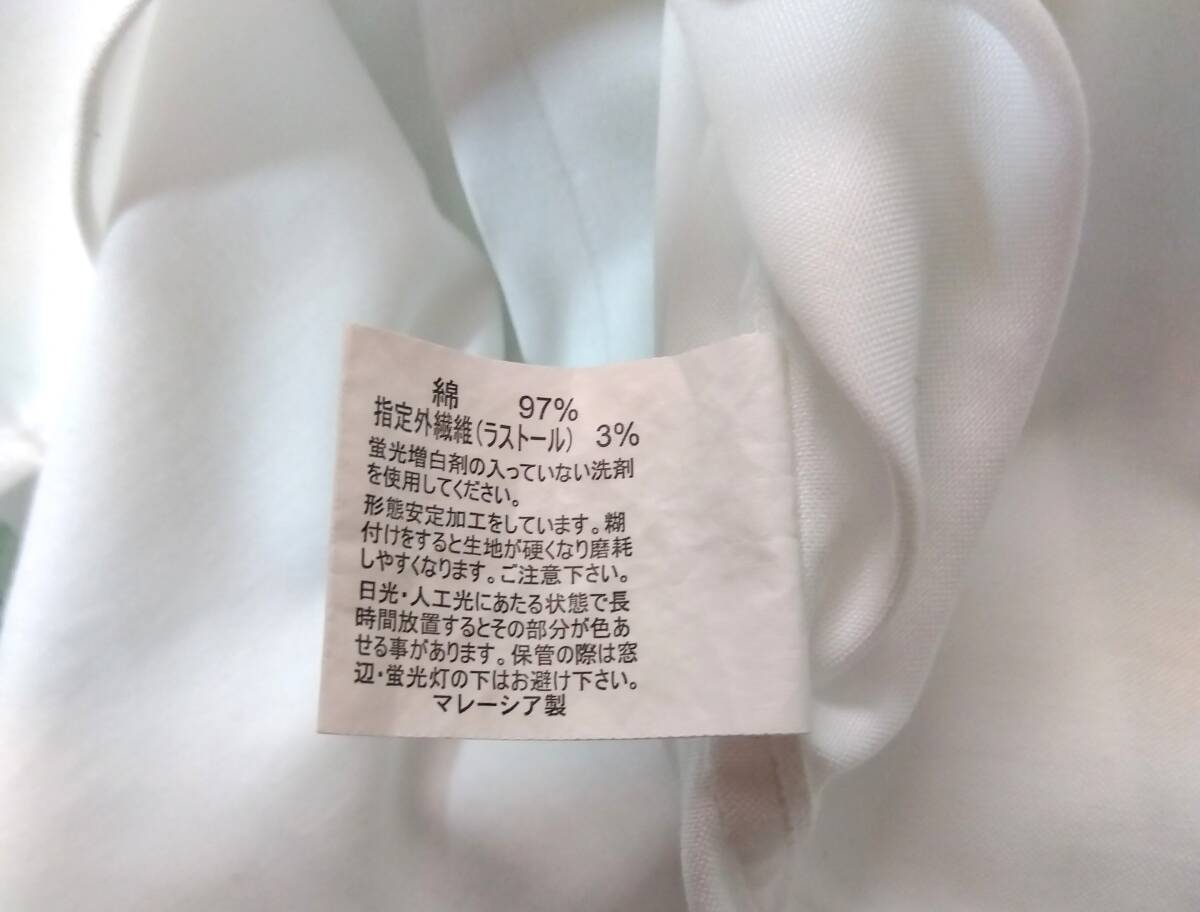 綿 97%
指定外繊維(ラストール) 3%
蛍光増白剤の入っていない洗剤
を使用してください。
形態安定加工をしています。糊
付けをすると生地が硬くなり磨耗
しやすくなります。ご注意下さい。
日光・人工光にあたる状態で長
時間放置するとその部分が色あ
せる事があります。保管の際は窓
辺・蛍光灯の下はお避け下さい。
マレーシア製